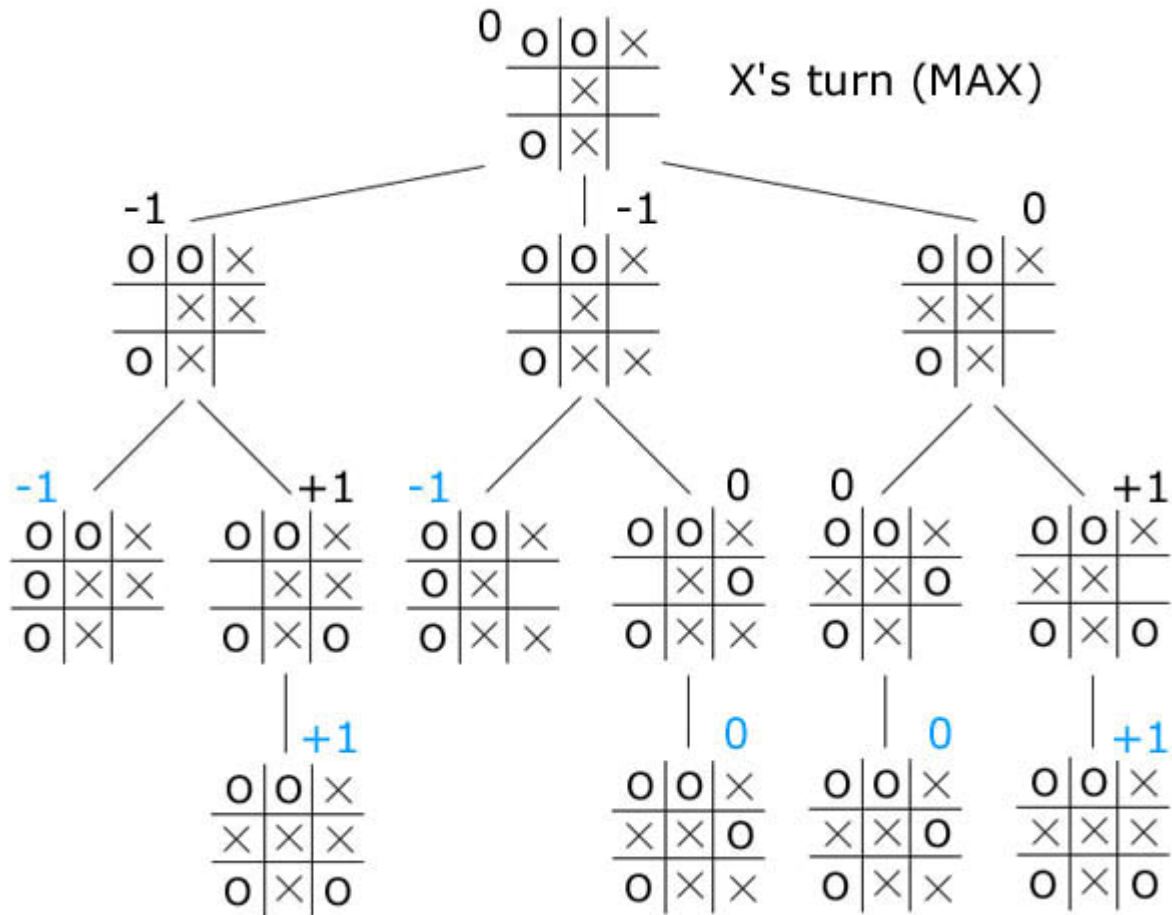 0
O O X
X's turn (MAX)
X
O X
-1
-1
0
O O X
O O X
O O X
X X
X
X X
O X
O X X
O X
-1
+1
-1
0
0
+1
O O X
O O X
O O X
O O X
O O X
O O X
O X X
X X
O X
X O
X X O
X X
O X
O X O
O X X
O X X
O X
O X O
+1
0
0
+1
O O X
O O X
O O X
O O X
X X X
X X O
X X O
X X X
O X O
O X X
O X X
O X O